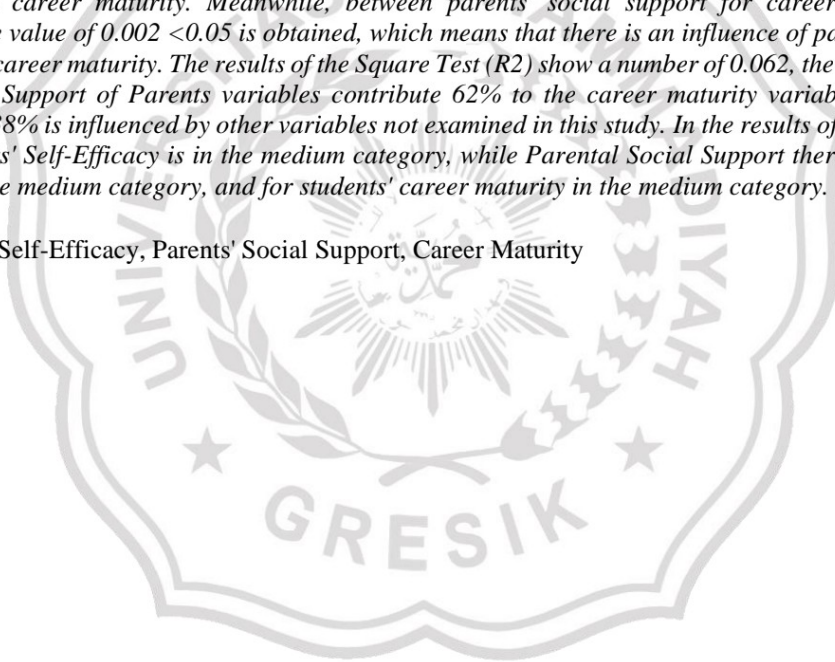 career maturity. Meanwhile, between parents' social support for career
value of 0.002 <0.05 is obtained, which means that there is an influence of pa
career maturity. The results of the Square Test (R2) show a number of 0.062, the
Support of Parents variables contribute 62% to the career maturity variab
8% is influenced by other variables not examined in this study. In the results of
s' Self-Efficacy is in the medium category, while Parental Social Support ther
e medium category, and for students' career maturity in the medium category.
Self-Efficacy, Parents' Social Support, Career Maturity
UNIVERSITA
AMMADIYAH
GRESIK